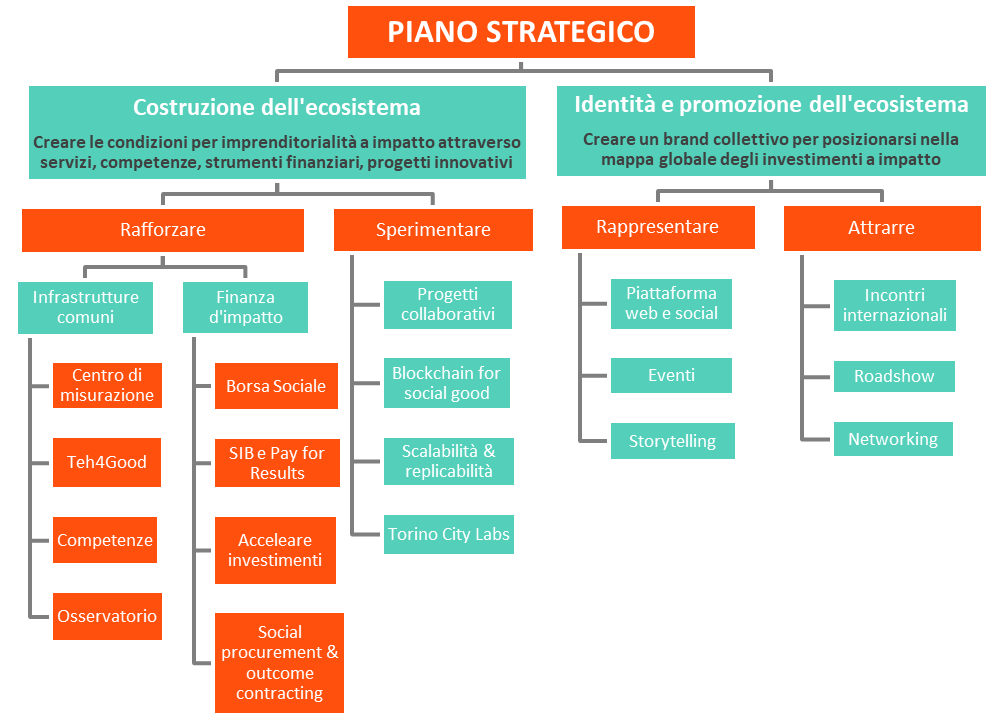 PIANO STRATEGICO
Costruzione dell'ecosistema
Creare le condizioni per imprenditorialità a impatto attraverso
servizi, competenze, strumenti finanziari, progetti innovativi
Identità e promozione dell'ecosistema
Creare un brand collettivo per posizionarsi nella
mappa globale degli investimenti a impatto
Rafforzare
Sperimentare
Rappresentare
Attrarre
Infrastrutture
comuni
Centro di
misurazione
Teh4Good
Competenze
Osservatorio
Finanza
d'impatto
Borsa Sociale
SIB e Pay for
Results
Acceleare
investimenti
Social
procurement &
outcome
contracting
Progetti
collaborativi
Blockchain for
social good
Scalabilità &
replicabilità
Torino City Labs
Piattaforma
web e social
Eventi
Storytelling
Incontri
internazionali
Roadshow
Networking